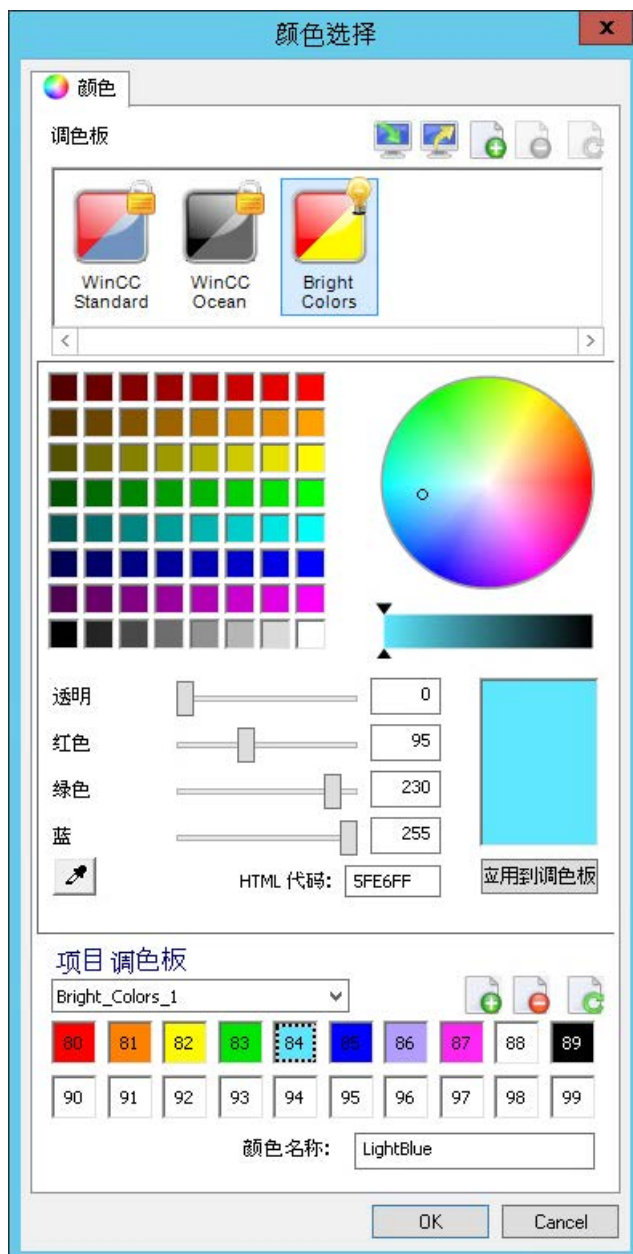 颜色选择
x
颜色
调色板
WinCC Standard
WinCC Ocean
Bright Colors
透明 0
红色 95
绿色 230
蓝 255
HTML 代码: 5FE6FF
应用到调色板
项目 调色板
Bright_Colors_1
80 81 82 83 84 85 86 87 88 89
90 91 92 93 94 95 96 97 98 99
颜色名称: LightBlue
OK Cancel